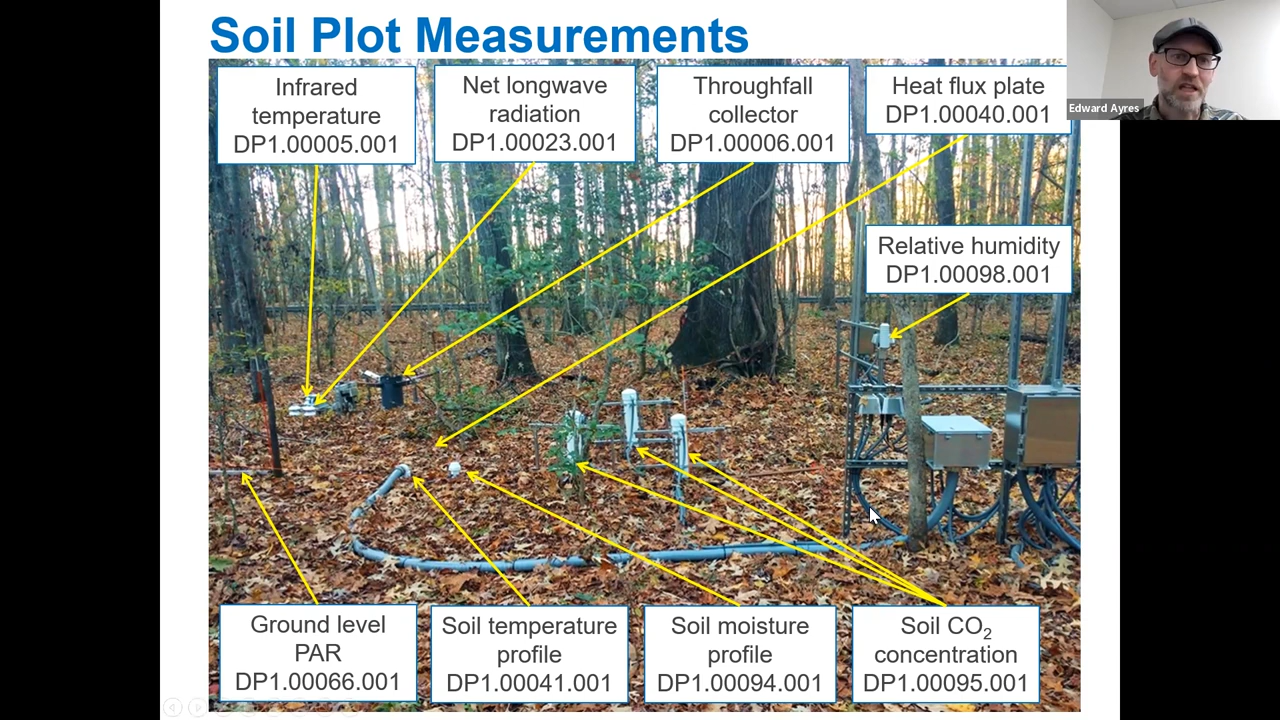 Soil Plot Measurements
Edward Ayres
Infrared
temperature
DP1.00005.001
Net longwave
radiation
DP1.00023.001
Throughfall
collector
DP1.00006.001
Heat flux plate
DP1.00040.001
Relative humidity
DP1.00098.001
Ground level
PAR
DP1.00066.001
Soil temperature
profile
DP1.00041.001
Soil moisture
profile
DP1.00094.001
Soil CO₂
concentration
DP1.00095.001